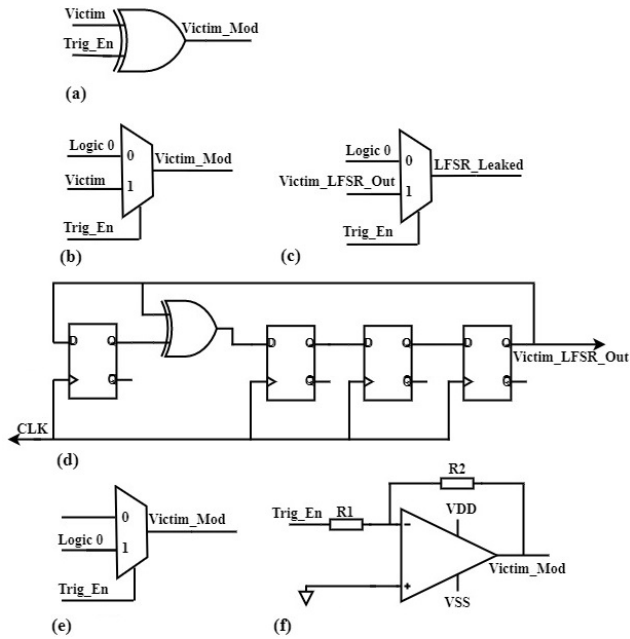 Victim
Trig_En
Victim_Mod
(a)
Logic 0
0
Victim
1
Victim_Mod
Trig_En
(b)
Logic 0
0
Victim_LFSR_Out
1
LFSR_Leaked
Trig_En
(c)
D Q
Q
D Q
Q
D Q
Q
D Q
Q
Victim_LFSR_Out
CLK
(d)
0
Logic 0
1
Victim_Mod
Trig_En
(e)
R2
Trig_En
R1
VDD
-
+
Victim_Mod
VSS
(f)